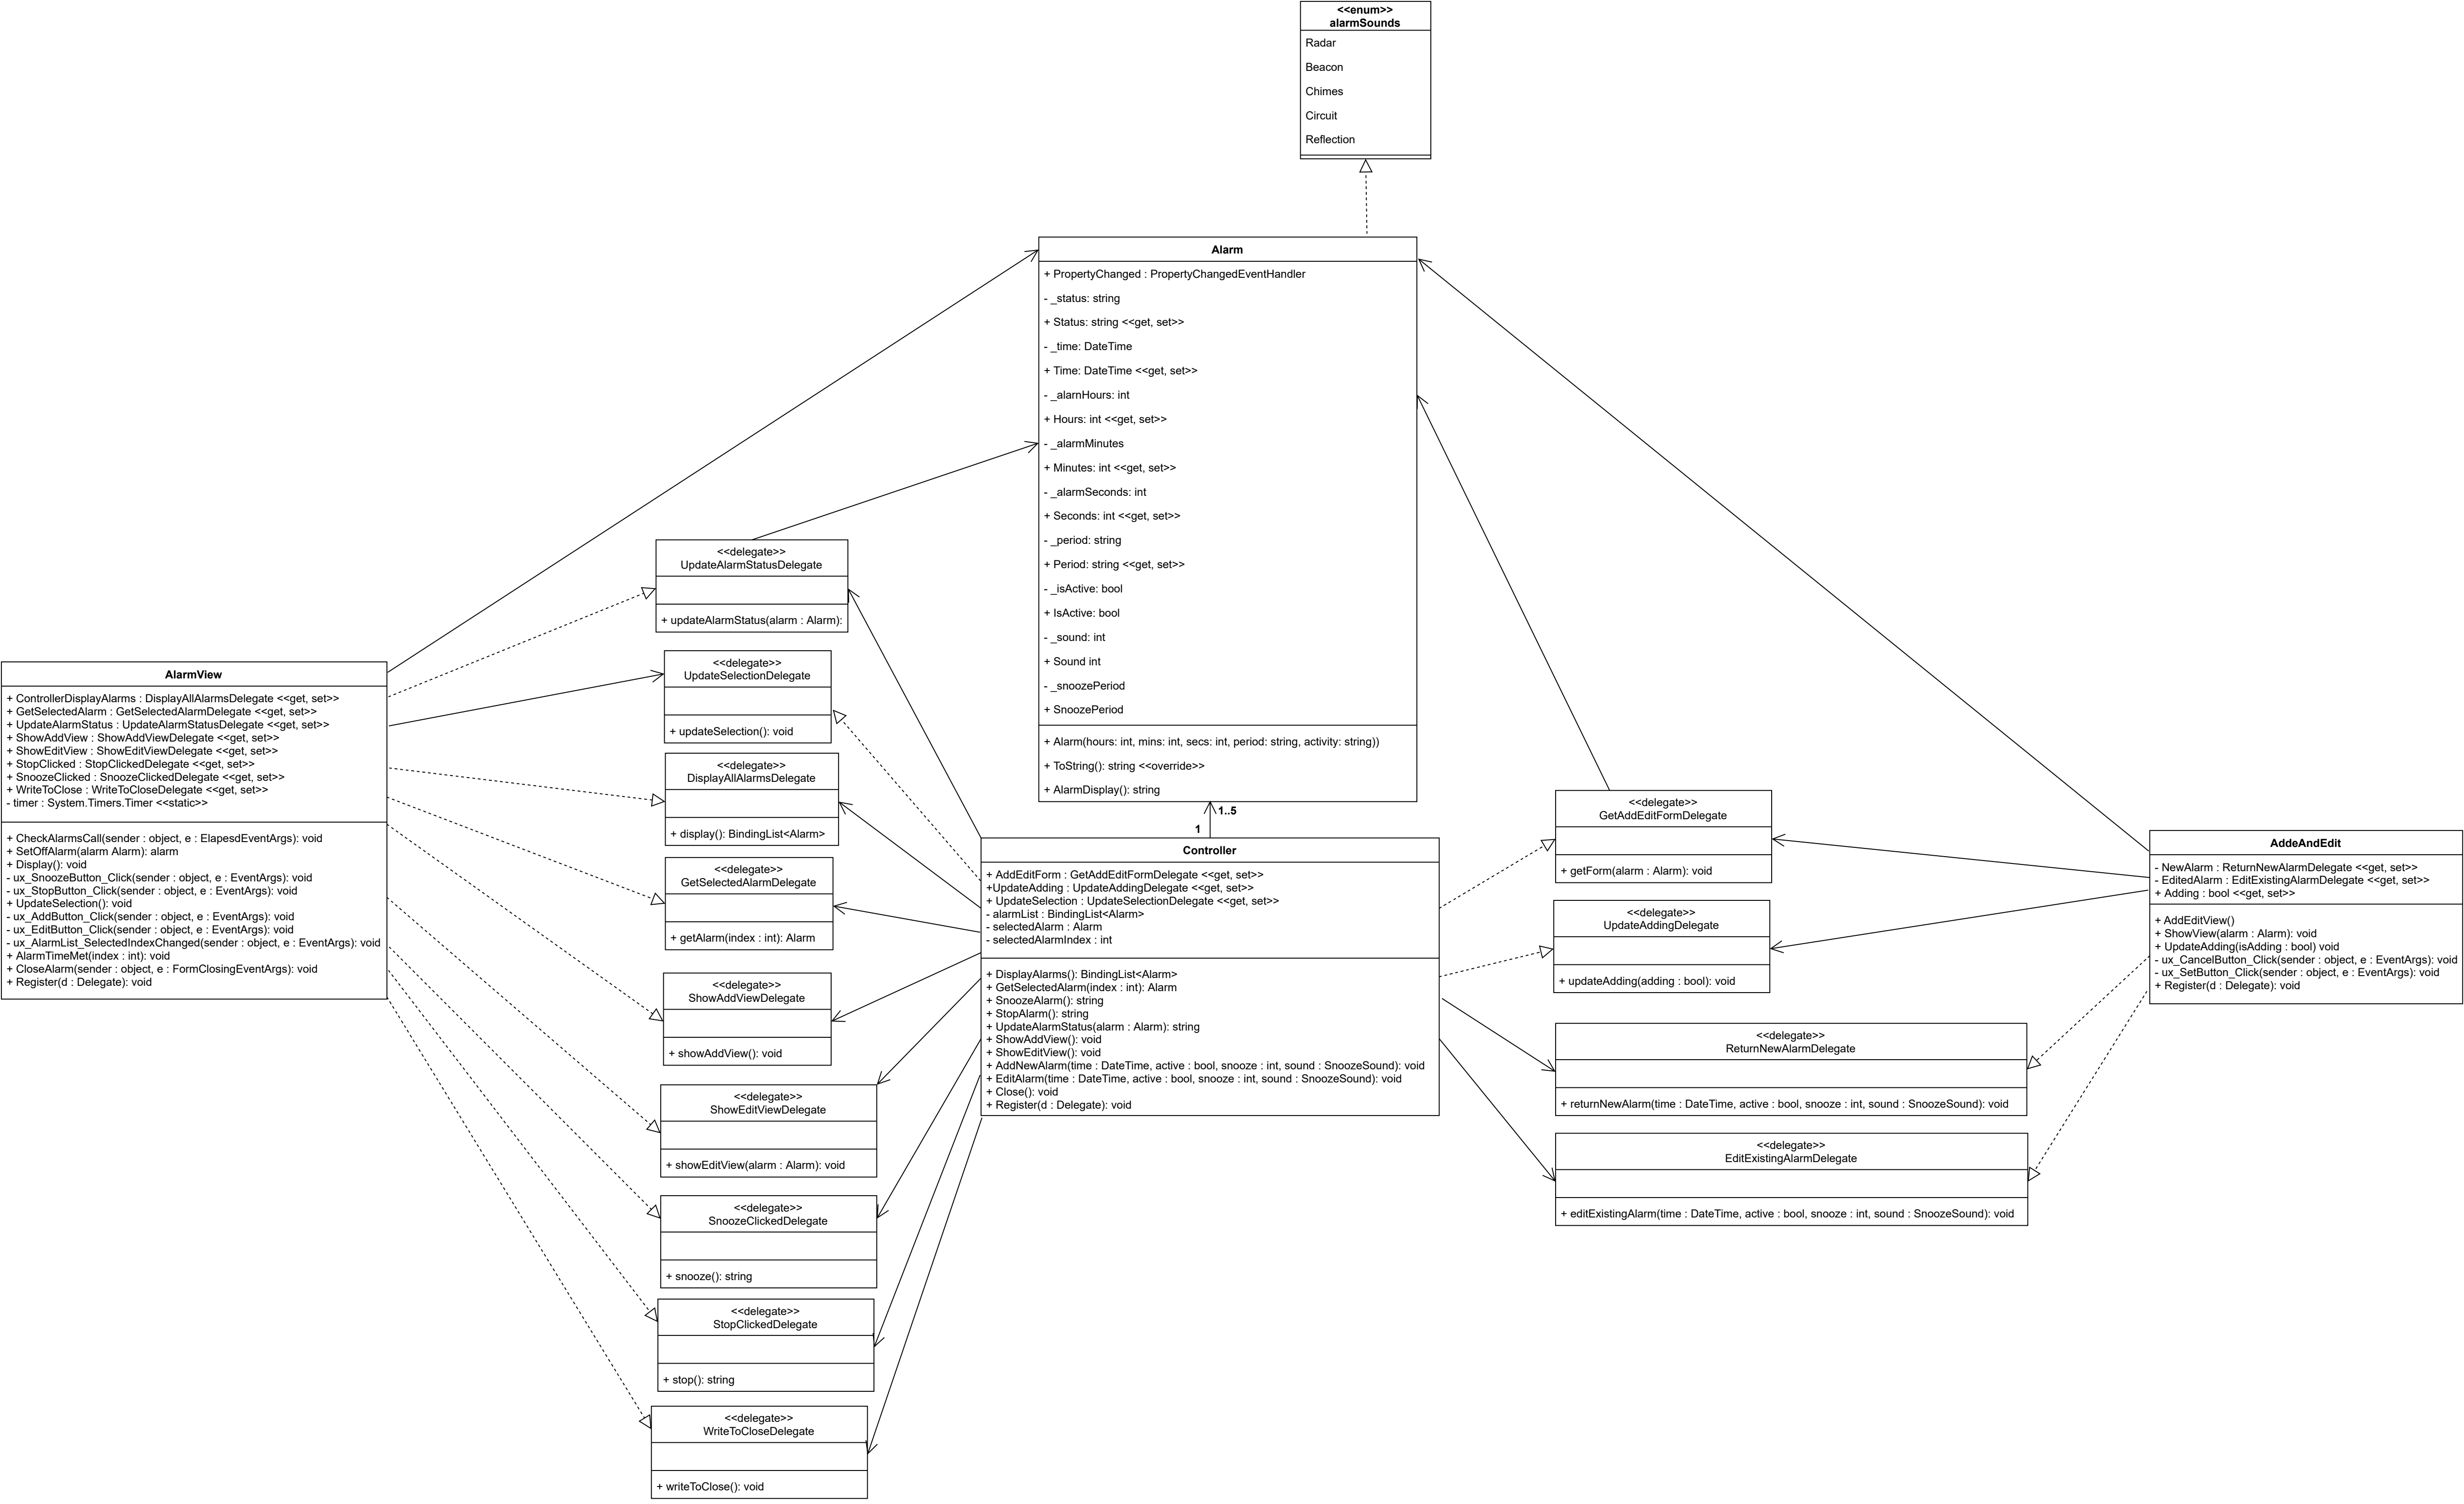 <<enum>>
alarmSounds
Radar
Beacon
Chimes
Circuit
Reflection
Alarm
+ PropertyChanged : PropertyChangedEventHandler
- _status: string
+ Status: string <<get, set>>
- _time: DateTime
+ Time: DateTime <<get, set>>
- _alarnHours: int
+ Hours: int <<get, set>>
- _alarmMinutes
+ Minutes: int <<get, set>>
- _alarmSeconds: int
+ Seconds: int <<get, set>>
- _period: string
+ Period: string <<get, set>>
- _isActive: bool
+ IsActive: bool
- _sound: int
+ Sound int
- _snoozePeriod
+ SnoozePeriod
+ Alarm(hours: int, mins: int, secs: int, period: string, activity: string))
+ ToString(): string <<override>>
+ AlarmDisplay(): string
1..5
1
AlarmView
+ ControllerDisplayAlarms : DisplayAllAlarmsDelegate <<get, set>>
+ GetSelectedAlarm : GetSelectedAlarmDelegate <<get, set>>
+ UpdateAlarmStatus : UpdateAlarmStatusDelegate <<get, set>>
+ ShowAddView : ShowAddViewDelegate <<get, set>>
+ ShowEditView : ShowEditViewDelegate <<get, set>>
+ StopClicked : StopClickedDelegate <<get, set>>
+ SnoozeClicked : SnoozeClickedDelegate <<get, set>>
+ WriteToClose : WriteToCloseDelegate <<get, set>>
- timer : System.Timers.Timer <<static>>
+ CheckAlarmsCall(sender : object, e : ElapesdEventArgs): void
+ SetOffAlarm(alarm Alarm): alarm
+ Display(): void
- ux_SnoozeButton_Click(sender : object, e : EventArgs): void
- ux_StopButton_Click(sender : object, e : EventArgs): void
+ UpdateSelection(): void
- ux_AddButton_Click(sender : object, e : EventArgs): void
- ux_EditButton_Click(sender : object, e : EventArgs): void
- ux_AlarmList_SelectedIndexChanged(sender : object, e : EventArgs): void
+ AlarmTimeMet(index : int): void
+ CloseAlarm(sender : object, e : FormClosingEventArgs): void
+ Register(d : Delegate): void
<<delegate>>
UpdateAlarmStatusDelegate
+ updateAlarmStatus(alarm : Alarm):
<<delegate>>
UpdateSelectionDelegate
+ updateSelection(): void
<<delegate>>
DisplayAllAlarmsDelegate
+ display(): BindingList<Alarm>
<<delegate>>
GetSelectedAlarmDelegate
+ getAlarm(index : int): Alarm
<<delegate>>
ShowAddViewDelegate
+ showAddView(): void
<<delegate>>
ShowEditViewDelegate
+ showEditView(alarm : Alarm): void
<<delegate>>
SnoozeClickedDelegate
+ snooze(): string
<<delegate>>
StopClickedDelegate
+ stop(): string
<<delegate>>
WriteToCloseDelegate
+ writeToClose(): void
Controller
+ AddEditForm : GetAddEditFormDelegate <<get, set>>
+UpdateAdding : UpdateAddingDelegate <<get, set>>
+ UpdateSelection : UpdateSelectionDelegate <<get, set>>
- alarmList : BindingList<Alarm>
- selectedAlarm : Alarm
- selectedAlarmIndex : int
+ DisplayAlarms(): BindingList<Alarm>
+ GetSelectedAlarm(index : int): Alarm
+ SnoozeAlarm(): string
+ StopAlarm(): string
+ UpdateAlarmStatus(alarm : Alarm): string
+ ShowAddView(): void
+ ShowEditView(): void
+ AddNewAlarm(time : DateTime, active : bool, snooze : int, sound : SnoozeSound): void
+ EditAlarm(time : DateTime, active : bool, snooze : int, sound : SnoozeSound): void
+ Close(): void
+ Register(d : Delegate): void
<<delegate>>
GetAddEditFormDelegate
+ getForm(alarm : Alarm): void
<<delegate>>
UpdateAddingDelegate
+ updateAdding(adding : bool): void
<<delegate>>
ReturnNewAlarmDelegate
+ returnNewAlarm(time : DateTime, active : bool, snooze : int, sound : SnoozeSound): void
<<delegate>>
EditExistingAlarmDelegate
+ editExistingAlarm(time : DateTime, active : bool, snooze : int, sound : SnoozeSound): void
AddeAndEdit
- NewAlarm : ReturnNewAlarmDelegate <<get, set>>
- EditedAlarm : EditExistingAlarmDelegate <<get, set>>
+ Adding : bool <<get, set>>
+ AddEditView()
+ ShowView(alarm : Alarm): void
+ UpdateAdding(isAdding : bool) void
- ux_CancelButton_Click(sender : object, e : EventArgs): void
- ux_SetButton_Click(sender : object, e : EventArgs): void
+ Register(d : Delegate): void